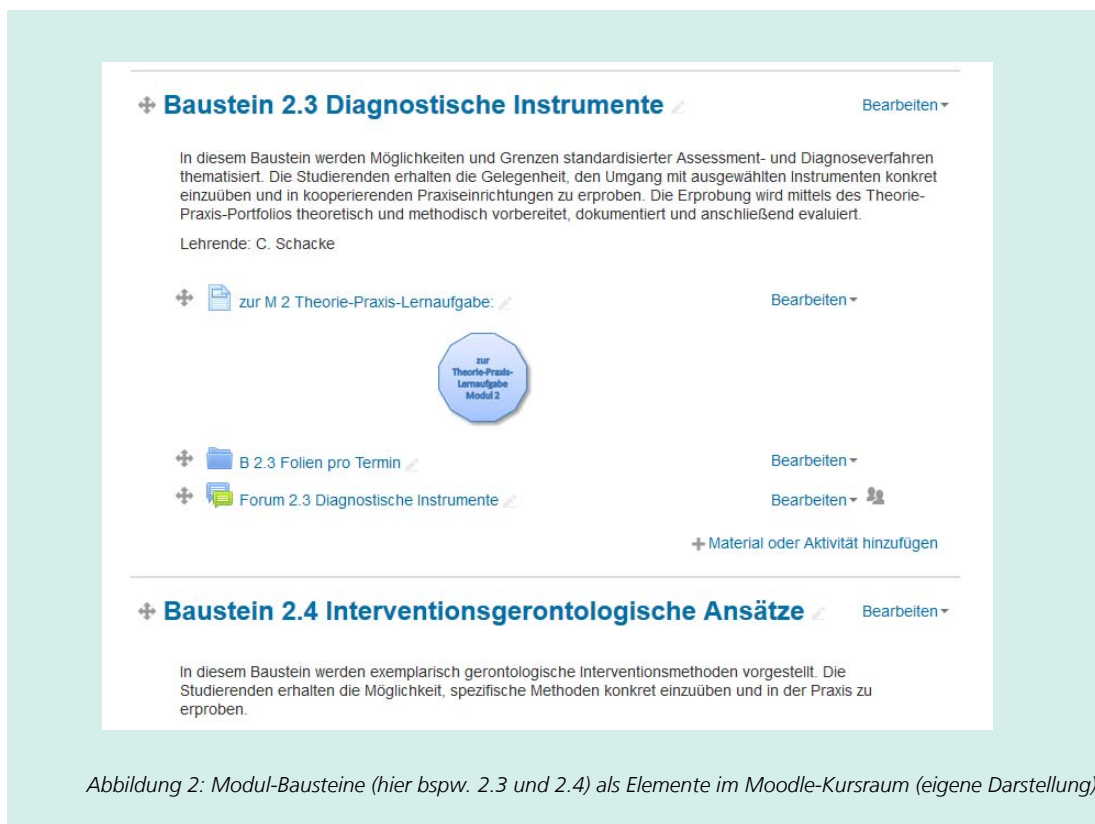 Baustein 2.3 Diagnostische Instrumente
Bearbeiten
In diesem Baustein werden Möglichkeiten und Grenzen standardisierter Assessment- und Diagnoseverfahren
thematisiert. Die Studierenden erhalten die Gelegenheit, den Umgang mit ausgewählten Instrumenten konkret
einzuüben und in kooperierenden Praxiseinrichtungen zu erproben. Die Erprobung wird mittels des Theorie-
Praxis-Portfolios theoretisch und methodisch vorbereitet, dokumentiert und anschließend evaluiert.
Lehrende: C. Schacke
zur M 2 Theorie-Praxis-Lernaufgabe:
Bearbeiten
zur
Theorie-Praxis-
Lernaufgabe
Modul 2
B 2.3 Folien pro Termin
Bearbeiten
Forum 2.3 Diagnostische Instrumente
Bearbeiten
Material oder Aktivität hinzufügen
Baustein 2.4 Interventionsgerontologische Ansätze
Bearbeiten
In diesem Baustein werden exemplarisch gerontologische Interventionsmethoden vorgestellt. Die
Studierenden erhalten die Möglichkeit, spezifische Methoden konkret einzuüben und in der Praxis zu
erproben.
Abbildung 2: Modul-Bausteine (hier bspw. 2.3 und 2.4) als Elemente im Moodle-Kursraum (eigene Darstellung)